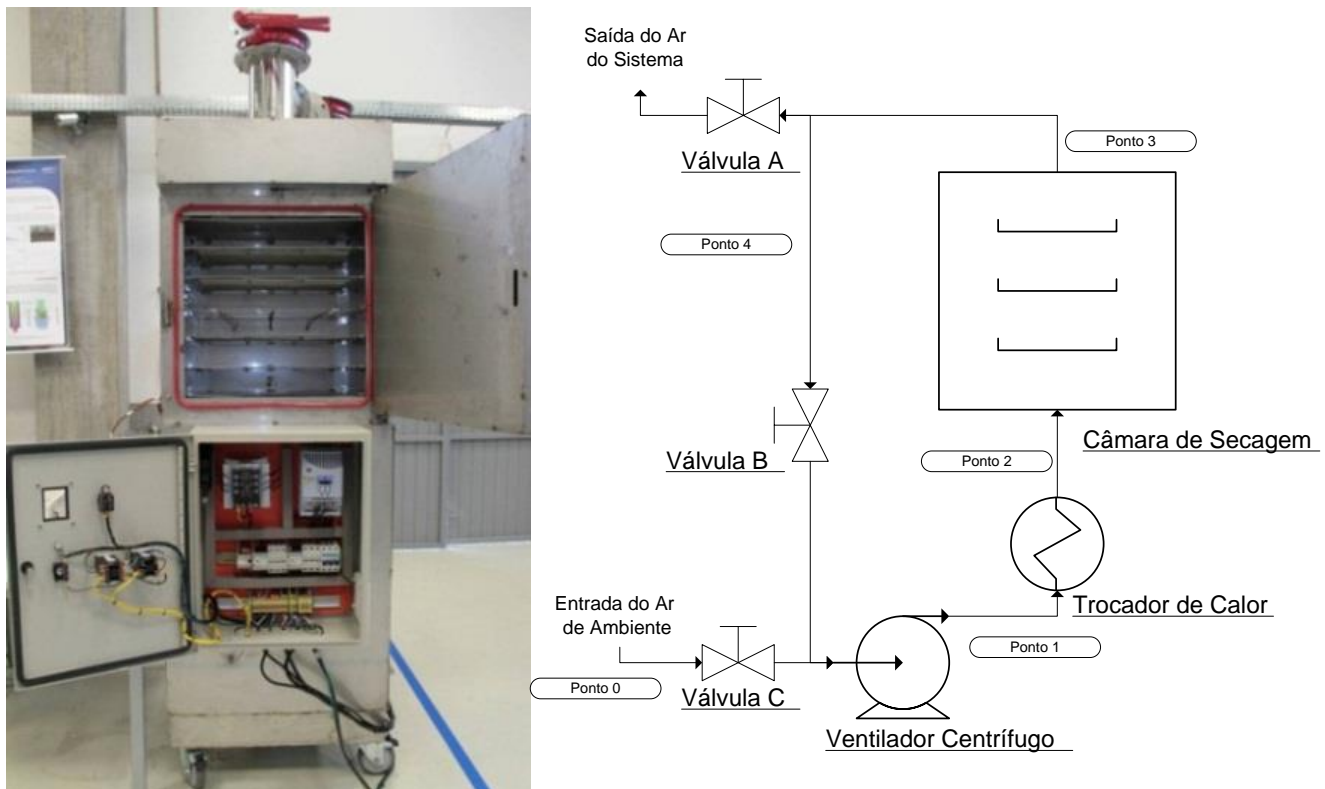 Saída do Ar
do Sistema
Válvula A
Ponto 3
Ponto 4
Válvula B
Câmara de Secagem
Ponto 2
Trocador de Calor
Entrada do Ar
de Ambiente
Ponto 1
Ponto 0
Válvula C
Ventilador Centrífugo